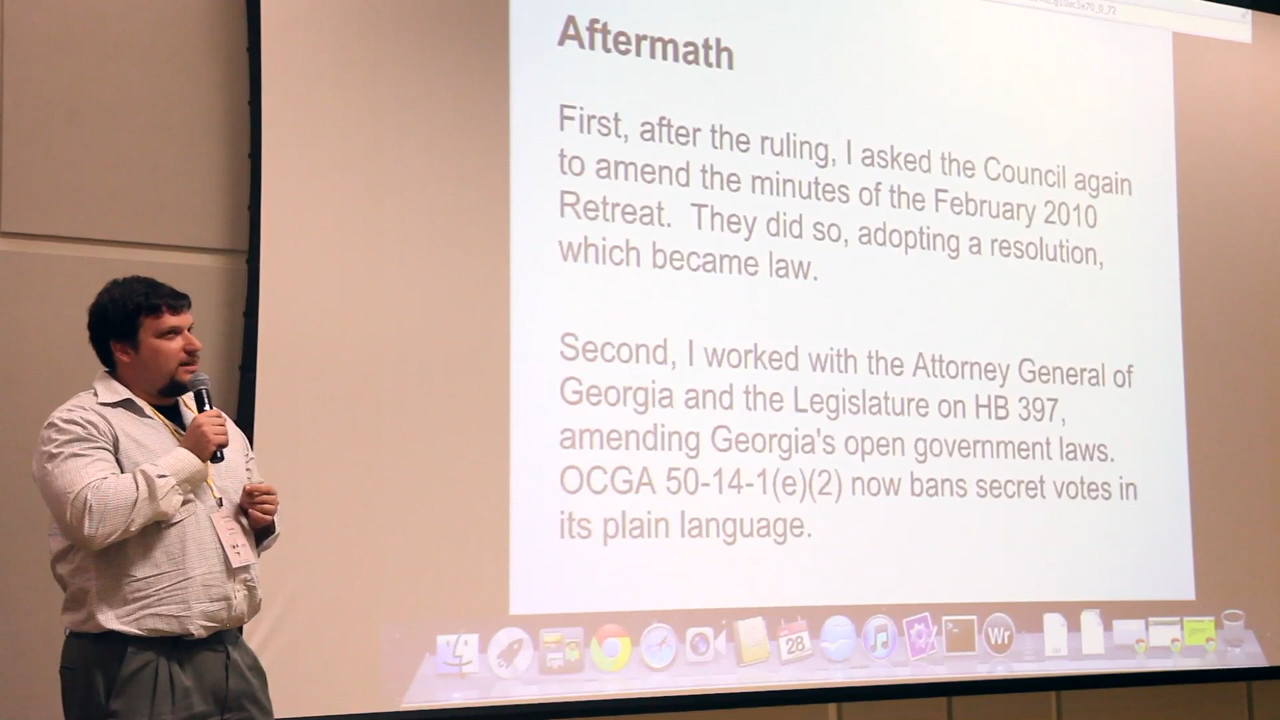 Aftermath
First, after the ruling, I asked the Council again
to amend the minutes of the February 2010
Retreat.  They did so, adopting a resolution,
which became law.
Second, I worked with the Attorney General of
Georgia and the Legislature on HB 397,
amending Georgia's open government laws.
OCGA 50-14-1(e)(2) now bans secret votes in
its plain language.
28
Wr